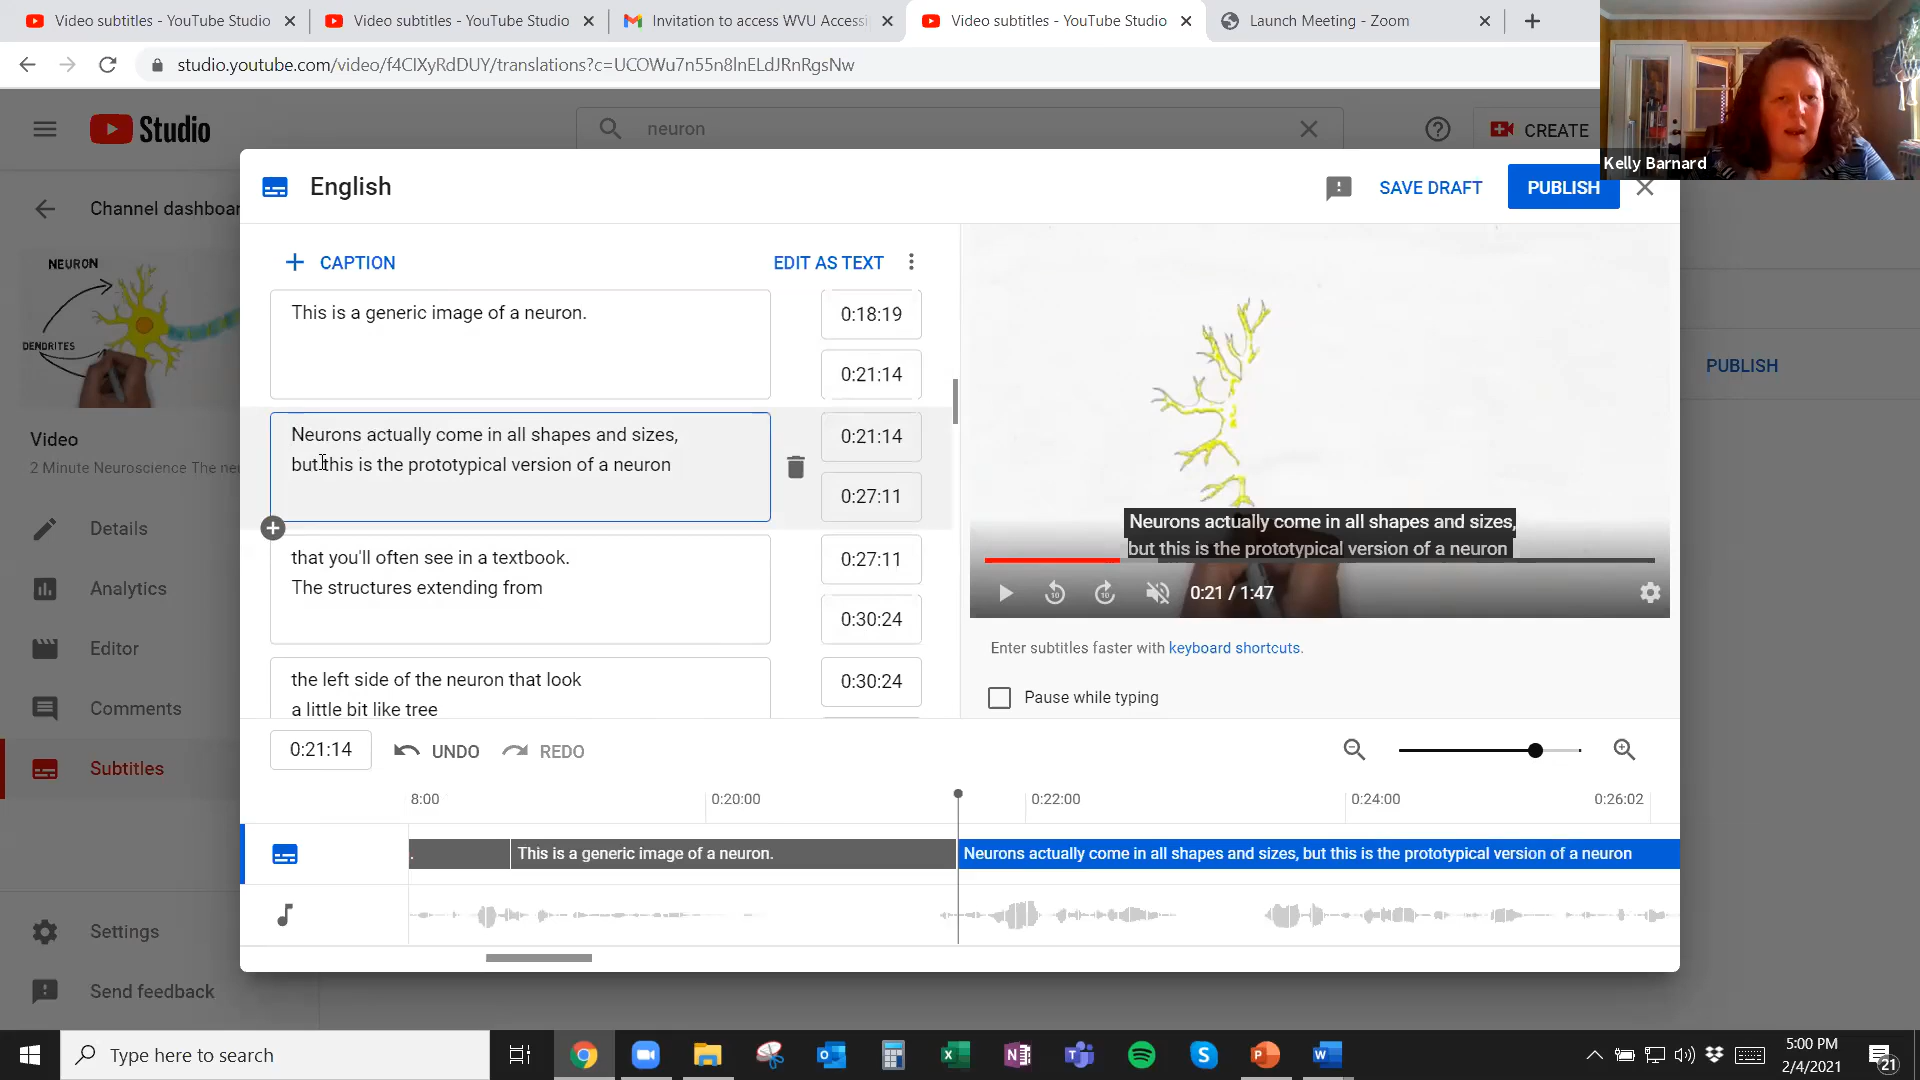 Video subtitles - YouTube Studio
Video subtitles - YouTube Studio
Invitation to access WVU Accessi
Video subtitles - YouTube Studio
Launch Meeting - Zoom
studio.youtube.com/video/f4ClXyRdDUY/translations?c=UCOWu7n55n8lnELdJRnRgsNw
Studio
neuron
CREATE
Kelly Barnard
English
SAVE DRAFT
PUBLISH
Channel dashboar
CAPTION
EDIT AS TEXT
NEURON
DENDRITES
This is a generic image of a neuron.
0:18:19
0:21:14
PUBLISH
Neurons actually come in all shapes and sizes,
but this is the prototypical version of a neuron
0:21:14
0:27:11
Video
2 Minute Neuroscience The neu
Details
Analytics
Editor
Comments
Subtitles
Settings
Send feedback
that you'll often see in a textbook.
The structures extending from
0:27:11
0:30:24
the left side of the neuron that look
a little bit like tree
0:30:24
Neurons actually come in all shapes and sizes,
but this is the prototypical version of a neuron
0:21 / 1:47
Enter subtitles faster with keyboard shortcuts.
Pause while typing
0:21:14
UNDO
REDO
8:00
0:20:00
0:22:00
0:24:00
0:26:02
.
This is a generic image of a neuron.
Neurons actually come in all shapes and sizes, but this is the prototypical version of a neuron
Type here to search
5:00 PM
2/4/2021
21